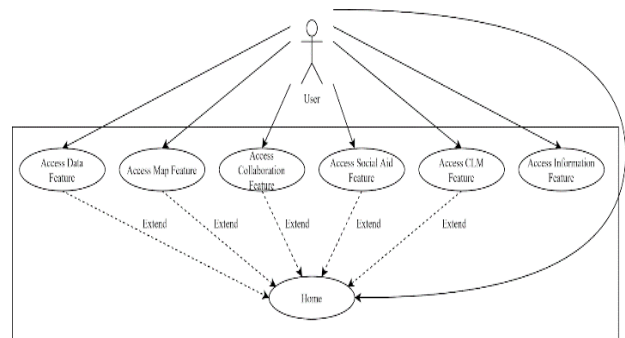 User
Access Data
Feature
Access Map Feature
Access
Collaboration
Feature
Access Social Aid
Feature
Access CLM
Feature
Access Information
Feature
Extend
Extend
Extend
Extend
Extend
Home